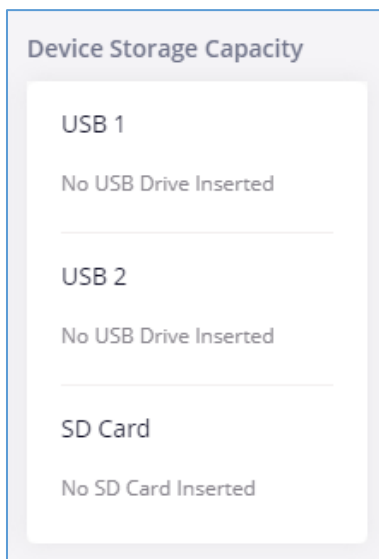 Device Storage Capacity
USB 1
No USB Drive Inserted
USB 2
No USB Drive Inserted
SD Card
No SD Card Inserted